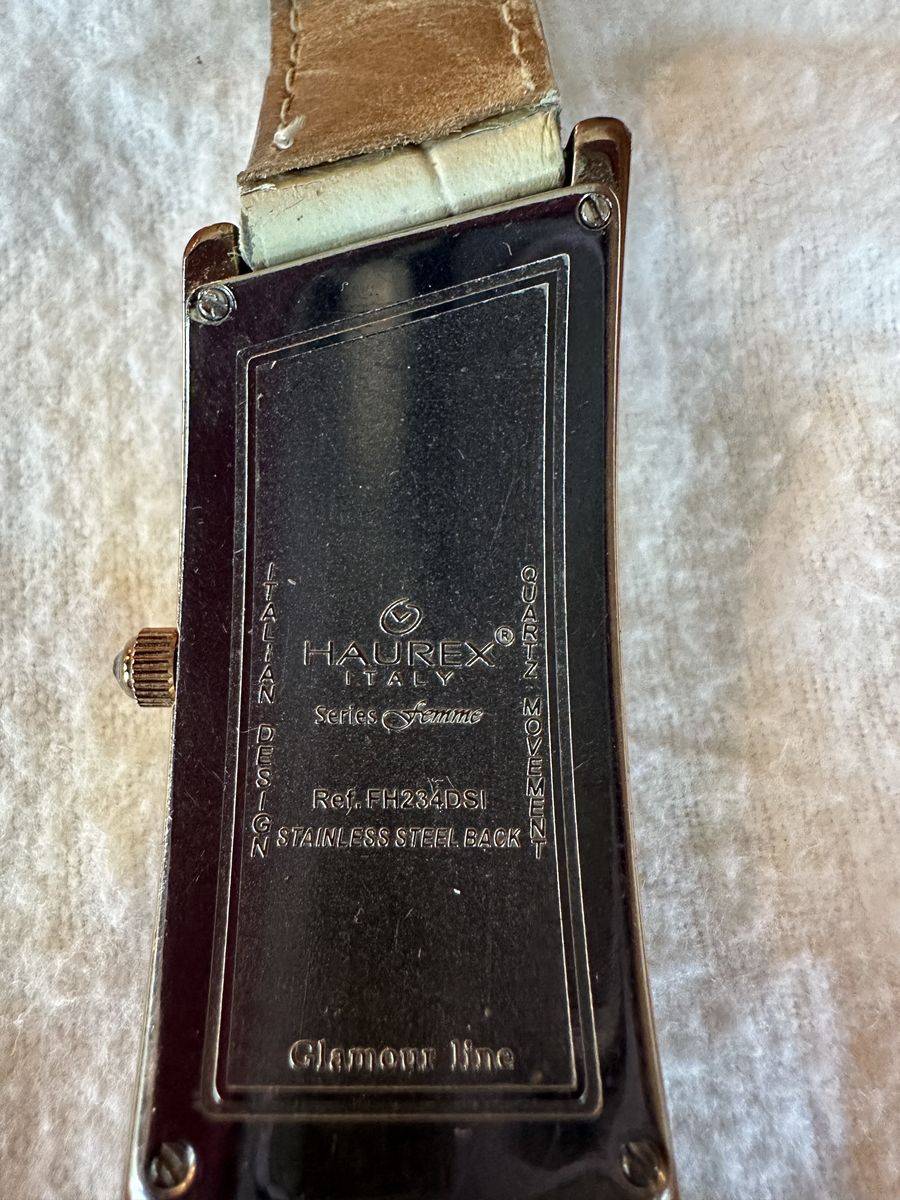 HAUREX®
ITALY
Series femme
Ref. FH234DSI
STAINLESS STEEL BACK
ITALIAN DESIGN
QUARTZ MOVEMENT
Glamour line